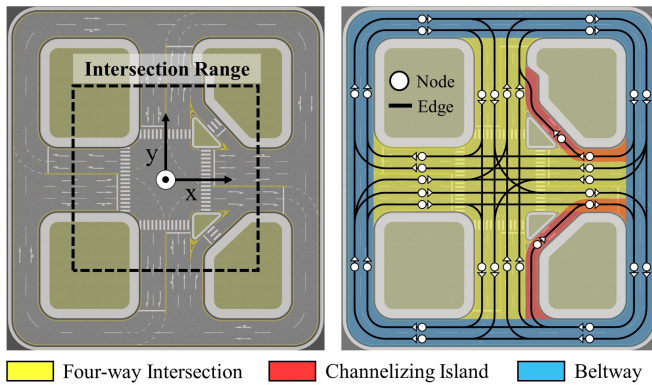 Intersection Range
y
x
Node
Edge
Four-way Intersection
Channelizing Island
Beltway